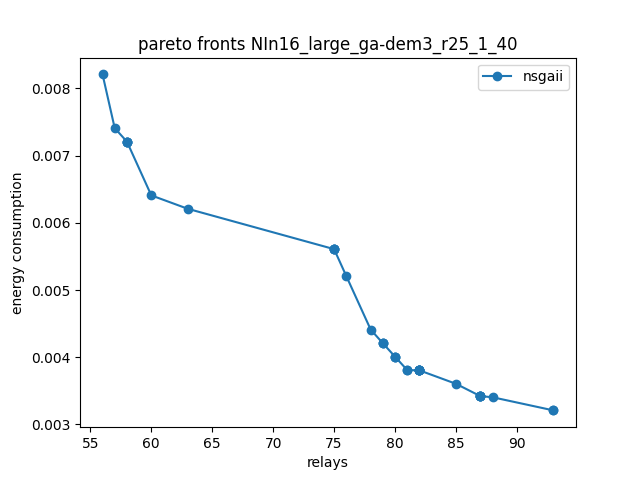 pareto fronts NIn16_large_ga-dem3_r25_1_40
nsgaii
0.008
0.007
0.006
0.005
0.004
0.003
energy consumption
55 60 65 70 75 80 85 90
relays